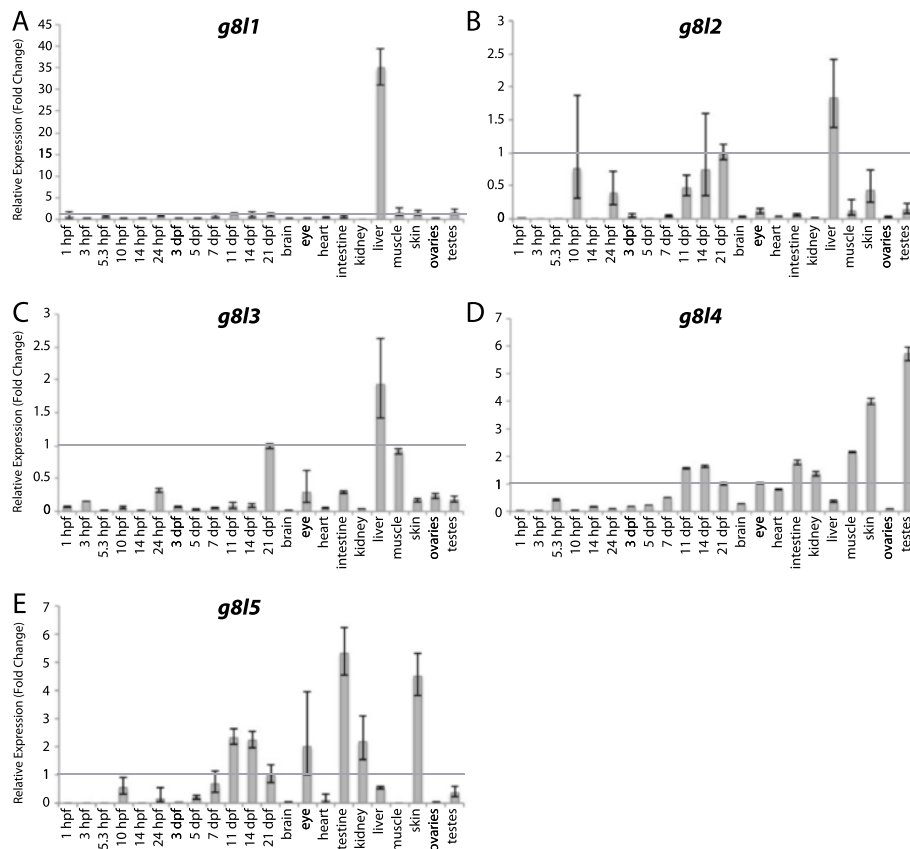 A
g8l1
Relative Expression (Fold Change)
45
40
35
30
25
20
15
10
5
0
1 hpf
3 hpf
5.3 hpf
10 hpf
14 hpf
24 hpf
3 dpf
5 dpf
7 dpf
11 dpf
14 dpf
21 dpf
brain
eye
heart
intestine
kidney
liver
muscle
skin
ovaries
testes
B
g8l2
3
2.5
2
1.5
1
0.5
0
1 hpf
3 hpf
5.3 hpf
10 hpf
14 hpf
24 hpf
3 dpf
5 dpf
7 dpf
11 dpf
14 dpf
21 dpf
brain
eye
heart
intestine
kidney
liver
muscle
skin
ovaries
testes
C
g8l3
Relative Expression (Fold Change)
3
2.5
2
1.5
1
0.5
0
1 hpf
3 hpf
5.3 hpf
10 hpf
14 hpf
24 hpf
3 dpf
5 dpf
7 dpf
11 dpf
14 dpf
21 dpf
brain
eye
heart
intestine
kidney
liver
muscle
skin
ovaries
testes
D
g8l4
7
6
5
4
3
2
1
0
1 hpf
3 hpf
5.3 hpf
10 hpf
14 hpf
24 hpf
3 dpf
5 dpf
7 dpf
11 dpf
14 dpf
21 dpf
brain
eye
heart
intestine
kidney
liver
muscle
skin
ovaries
testes
E
g8l5
Relative Expression (Fold Change)
7
6
5
4
3
2
1
0
1 hpf
3 hpf
5.3 hpf
10 hpf
14 hpf
24 hpf
3 dpf
5 dpf
7 dpf
11 dpf
14 dpf
21 dpf
brain
eye
heart
testine
kidney
liver
muscle
skin
ovaries
testes